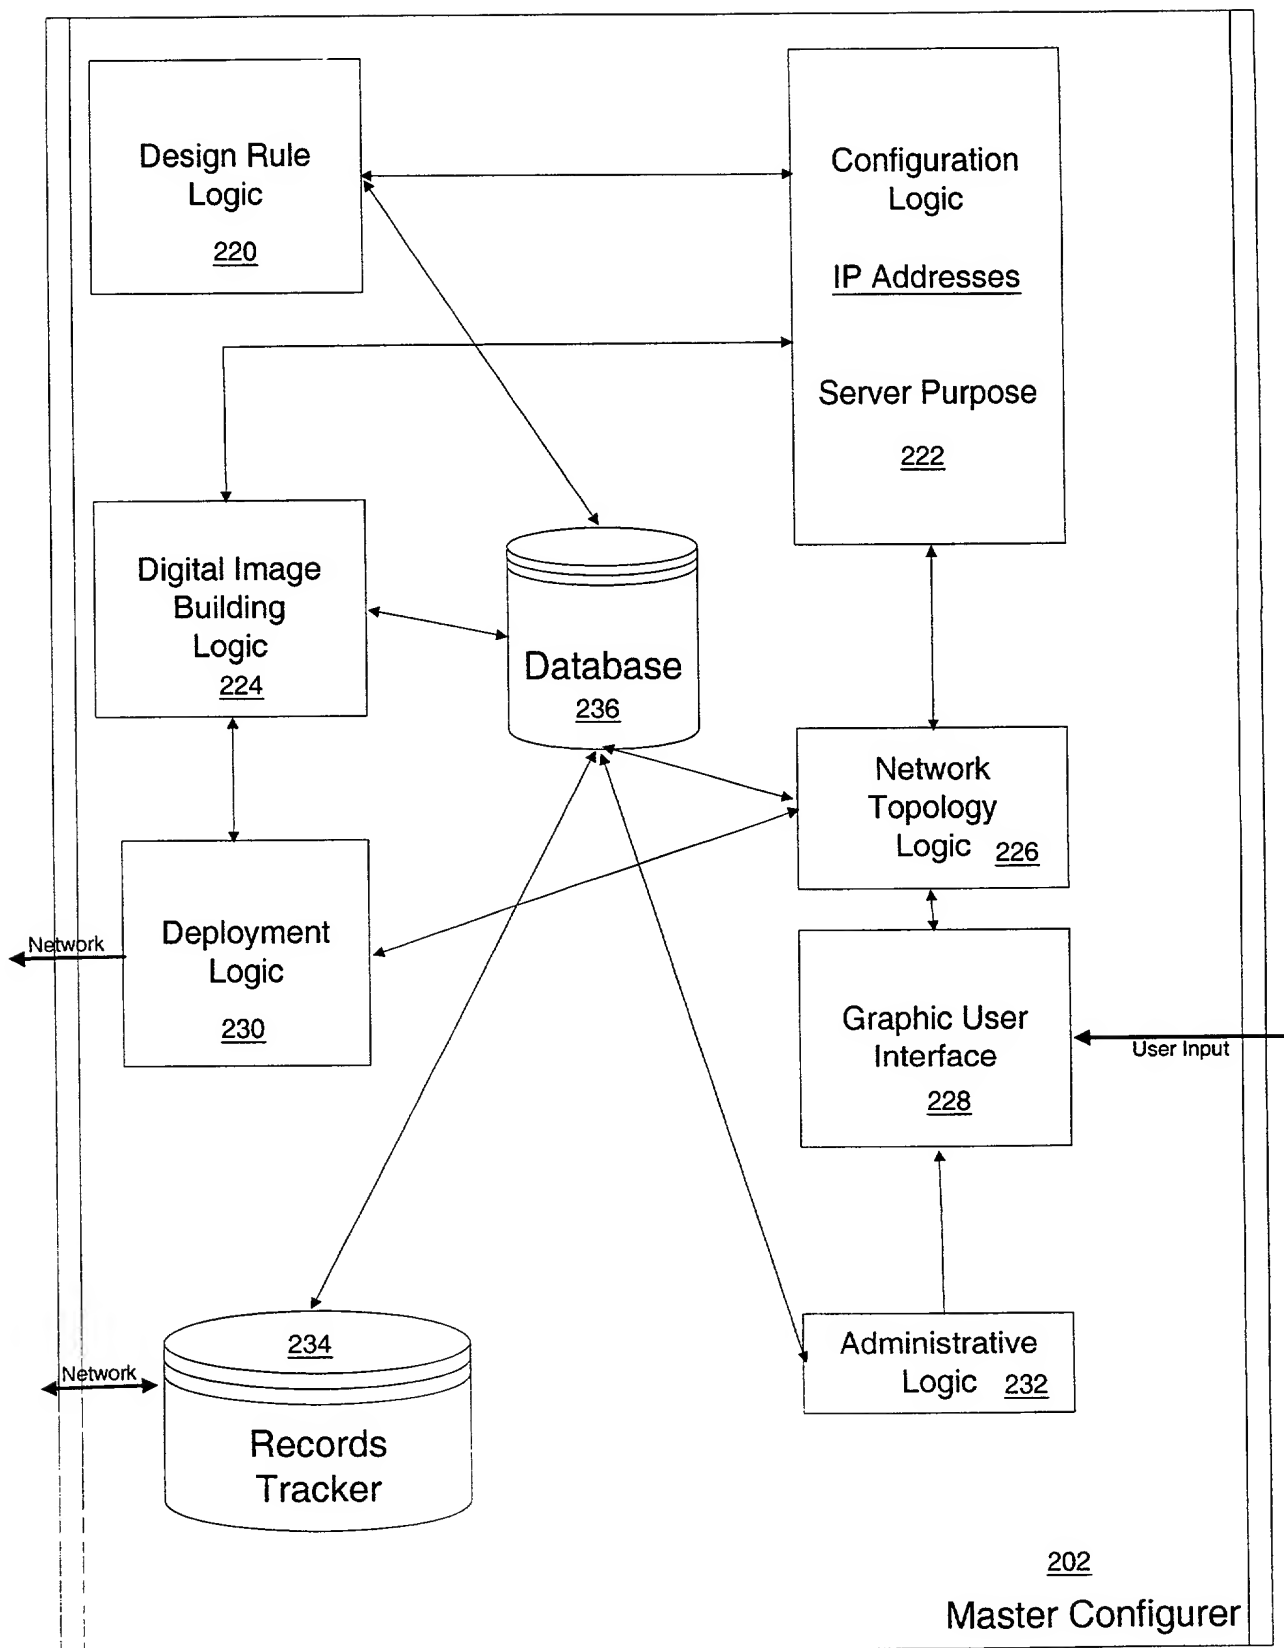 Design Rule
Logic
220
Configuration
Logic
IP Addresses
Server Purpose
222
Digital Image
Building
Logic
224
Database
236
Network
Topology
Logic 226
Deployment
Logic
230
Network
Graphic User
Interface
228
User Input
234
Records
Tracker
Network
Administrative
Logic 232
202
Master Configurer